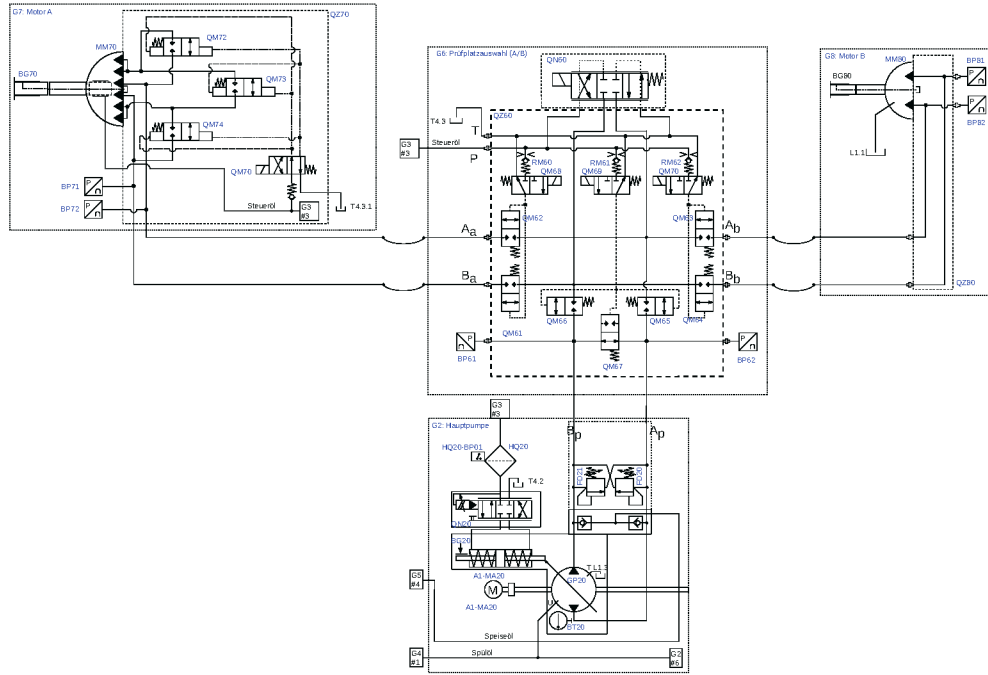 G7: Motor A
QZ70
QM72
MM70
BG70
QM73
QM74
QM70
BP71
BP72
Steueröl
G3
#3
T4.3.1
G6: Prüfplatzauswahl (A/B)
QN60
T4.3
QZ60
T
G3
#3
Steueröl
P
RM60
QM68
RM61
QM69
RM62
QM70
QM62
QM63
Aa
Ab
Ba
Bb
QM66
QM65
QM64
QM61
QM67
BP61
BP62
G8: Motor B
MM80
BP81
BG80
BP82
L1.1
QZ80
G3
#3
G2: Hauptpumpe
Ap
HQ20-BP01
HQ20
FD21
FD20
T4.2
QN20
BG20
A1-MA20
M
A1-MA20
GP20
BT20
G5
#4
Speiseöl
G4
#1
Spülöl
G2
#6